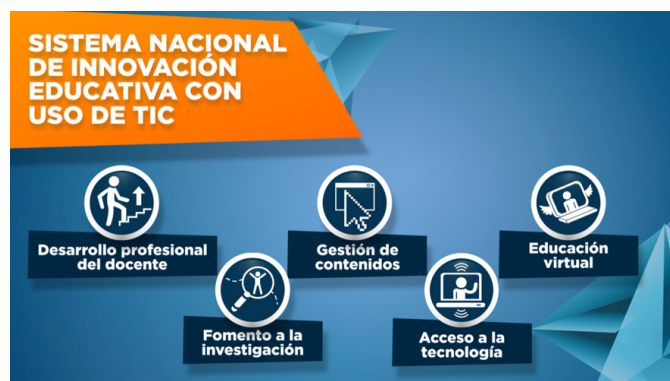 SISTEMA NACIONAL
DE INNOVACIÓN
EDUCATIVA CON
USO DE TIC
Desarrollo profesional
del docente
Gestión de
contenidos
Educación
virtual
Fomento a la
investigación
Acceso a la
tecnología